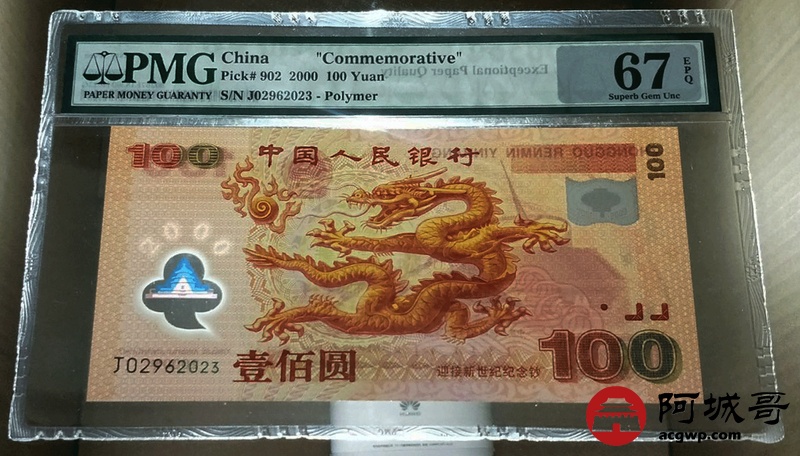 PMG
PAPER MONEY GUARANTY
China "Commemorative"
Pick# 902 2000 100 Yuan
S/N J02962023 - Polymer
Exceptional Paper Quality
67 EPQ
Superb Gem Unc
100
中国人民银行
ZHONGGUO RENMIN YINHANG
100
2000
J02962023
壹佰圆
迎接新世纪纪念钞
100
HUAWEI
阿城哥
acgwp.com